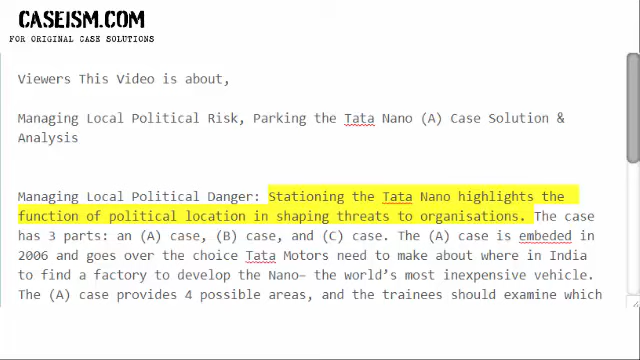 CASEISM.COM
FOR ORIGINAL CASE SOLUTIONS
Viewers This Video is about,
Managing Local Political Risk, Parking the Tata Nano (A) Case Solution &
Analysis
Managing Local Political Danger: Stationing the Tata Nano highlights the
function of political location in shaping threats to organisations. The case
has 3 parts: an (A) case, (B) case, and (C) case. The (A) case is embeded in
2006 and goes over the choice Tata Motors need to make about where in India
to find a factory to develop the Nano– the world’s most inexpensive vehicle.
The (A) case provides 4 possible areas, and the trainees should examine which